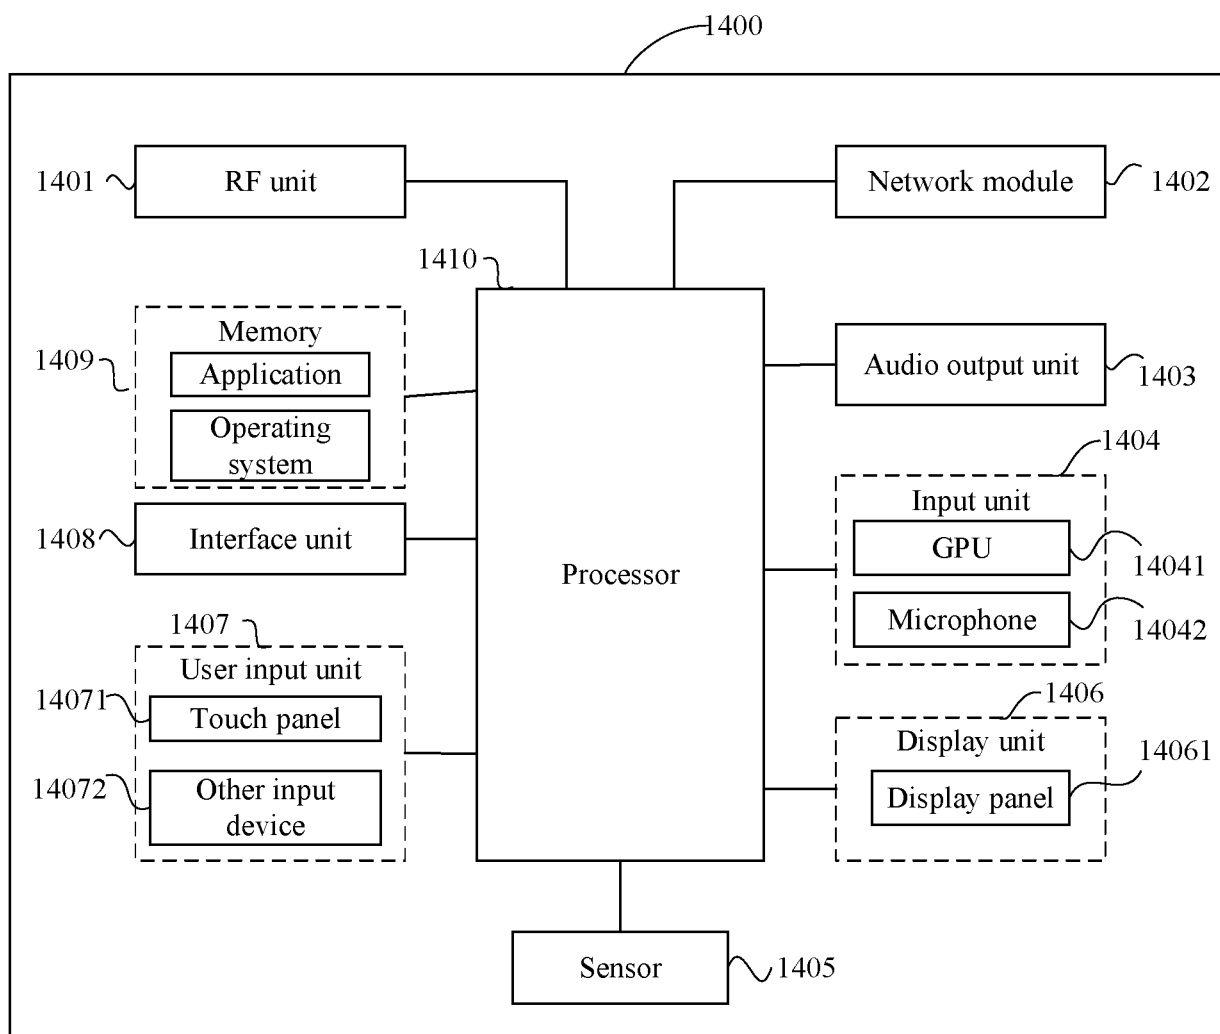 1400
1401
RF unit
Network module
1402
1410
Memory
1409
Application
Operating
system
Audio output unit
1403
1404
Input unit
GPU
14041
Microphone
14042
1408
Interface unit
Processor
1407
User input unit
14071
Touch panel
14072
Other input
device
1406
Display unit
14061
Display panel
Sensor
1405